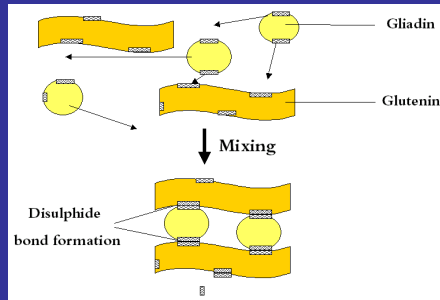 Gliadin
Glutenin
Mixing
Disulphide
bond formation